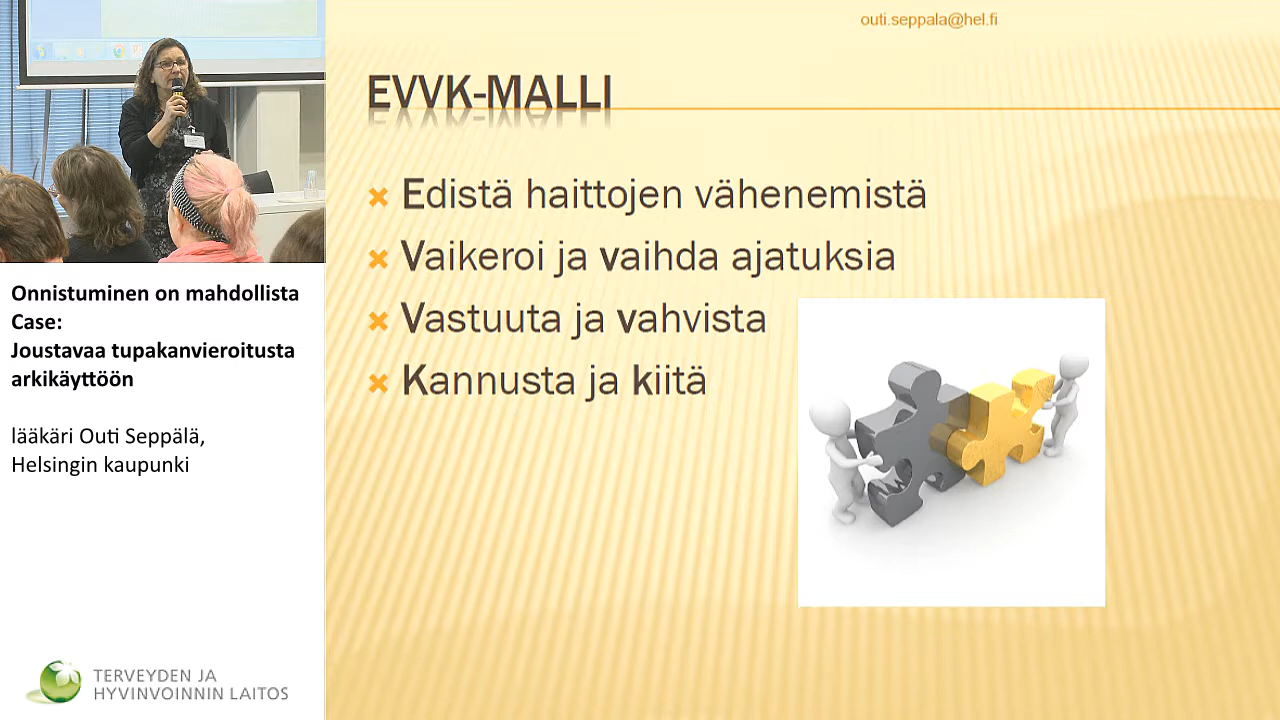 outi.seppala@hel.fi
EVVK-MALLI
Edistä haittojen vähenemistä
Vaikeroi ja vaihda ajatuksia
Vastuuta ja vahvista
Kannusta ja kiitä
Onnistuminen on mahdollista
Case:
Joustavaa tupakanvieroitusta
arkikäyttöön
lääkäri Outi Seppälä,
Helsingin kaupunki
TERVEYDEN JA
HYVINVOINNIN LAITOS